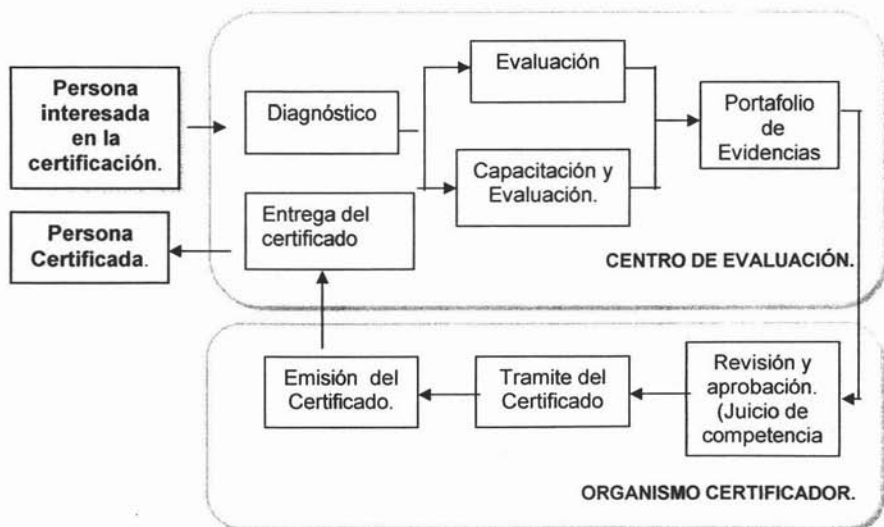 Persona
interesada
en la
certificación.
Diagnóstico
Evaluación
Capacitación y
Evaluación.
Portafolio
de
Evidencias
Entrega del
certificado
Persona
Certificada.
CENTRO DE EVALUACIÓN.
Revisión y
aprobación.
(Juicio de
competencia
Tramite del
Certificado
Emisión del
Certificado.
ORGANISMO CERTIFICADOR.